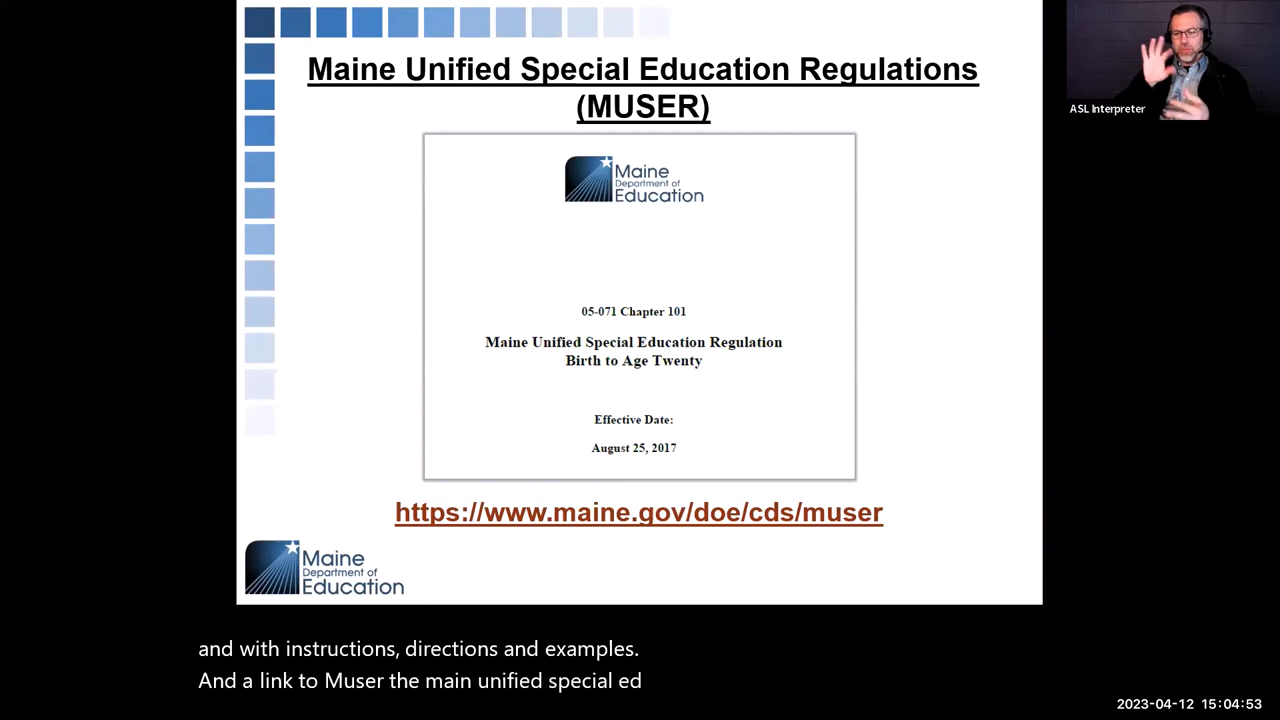 Maine Unified Special Education Regulations
(MUSER)
ASL Interpreter
Maine
Department of
Education
05-071 Chapter 101
Maine Unified Special Education Regulation
Birth to Age Twenty
Effective Date:
August 25, 2017
https://www.maine.gov/doe/cds/muser
Maine
Department of
Education
and with instructions, directions and examples.
And a link to Muser the main unified special ed
2023-04-12 15:04:53